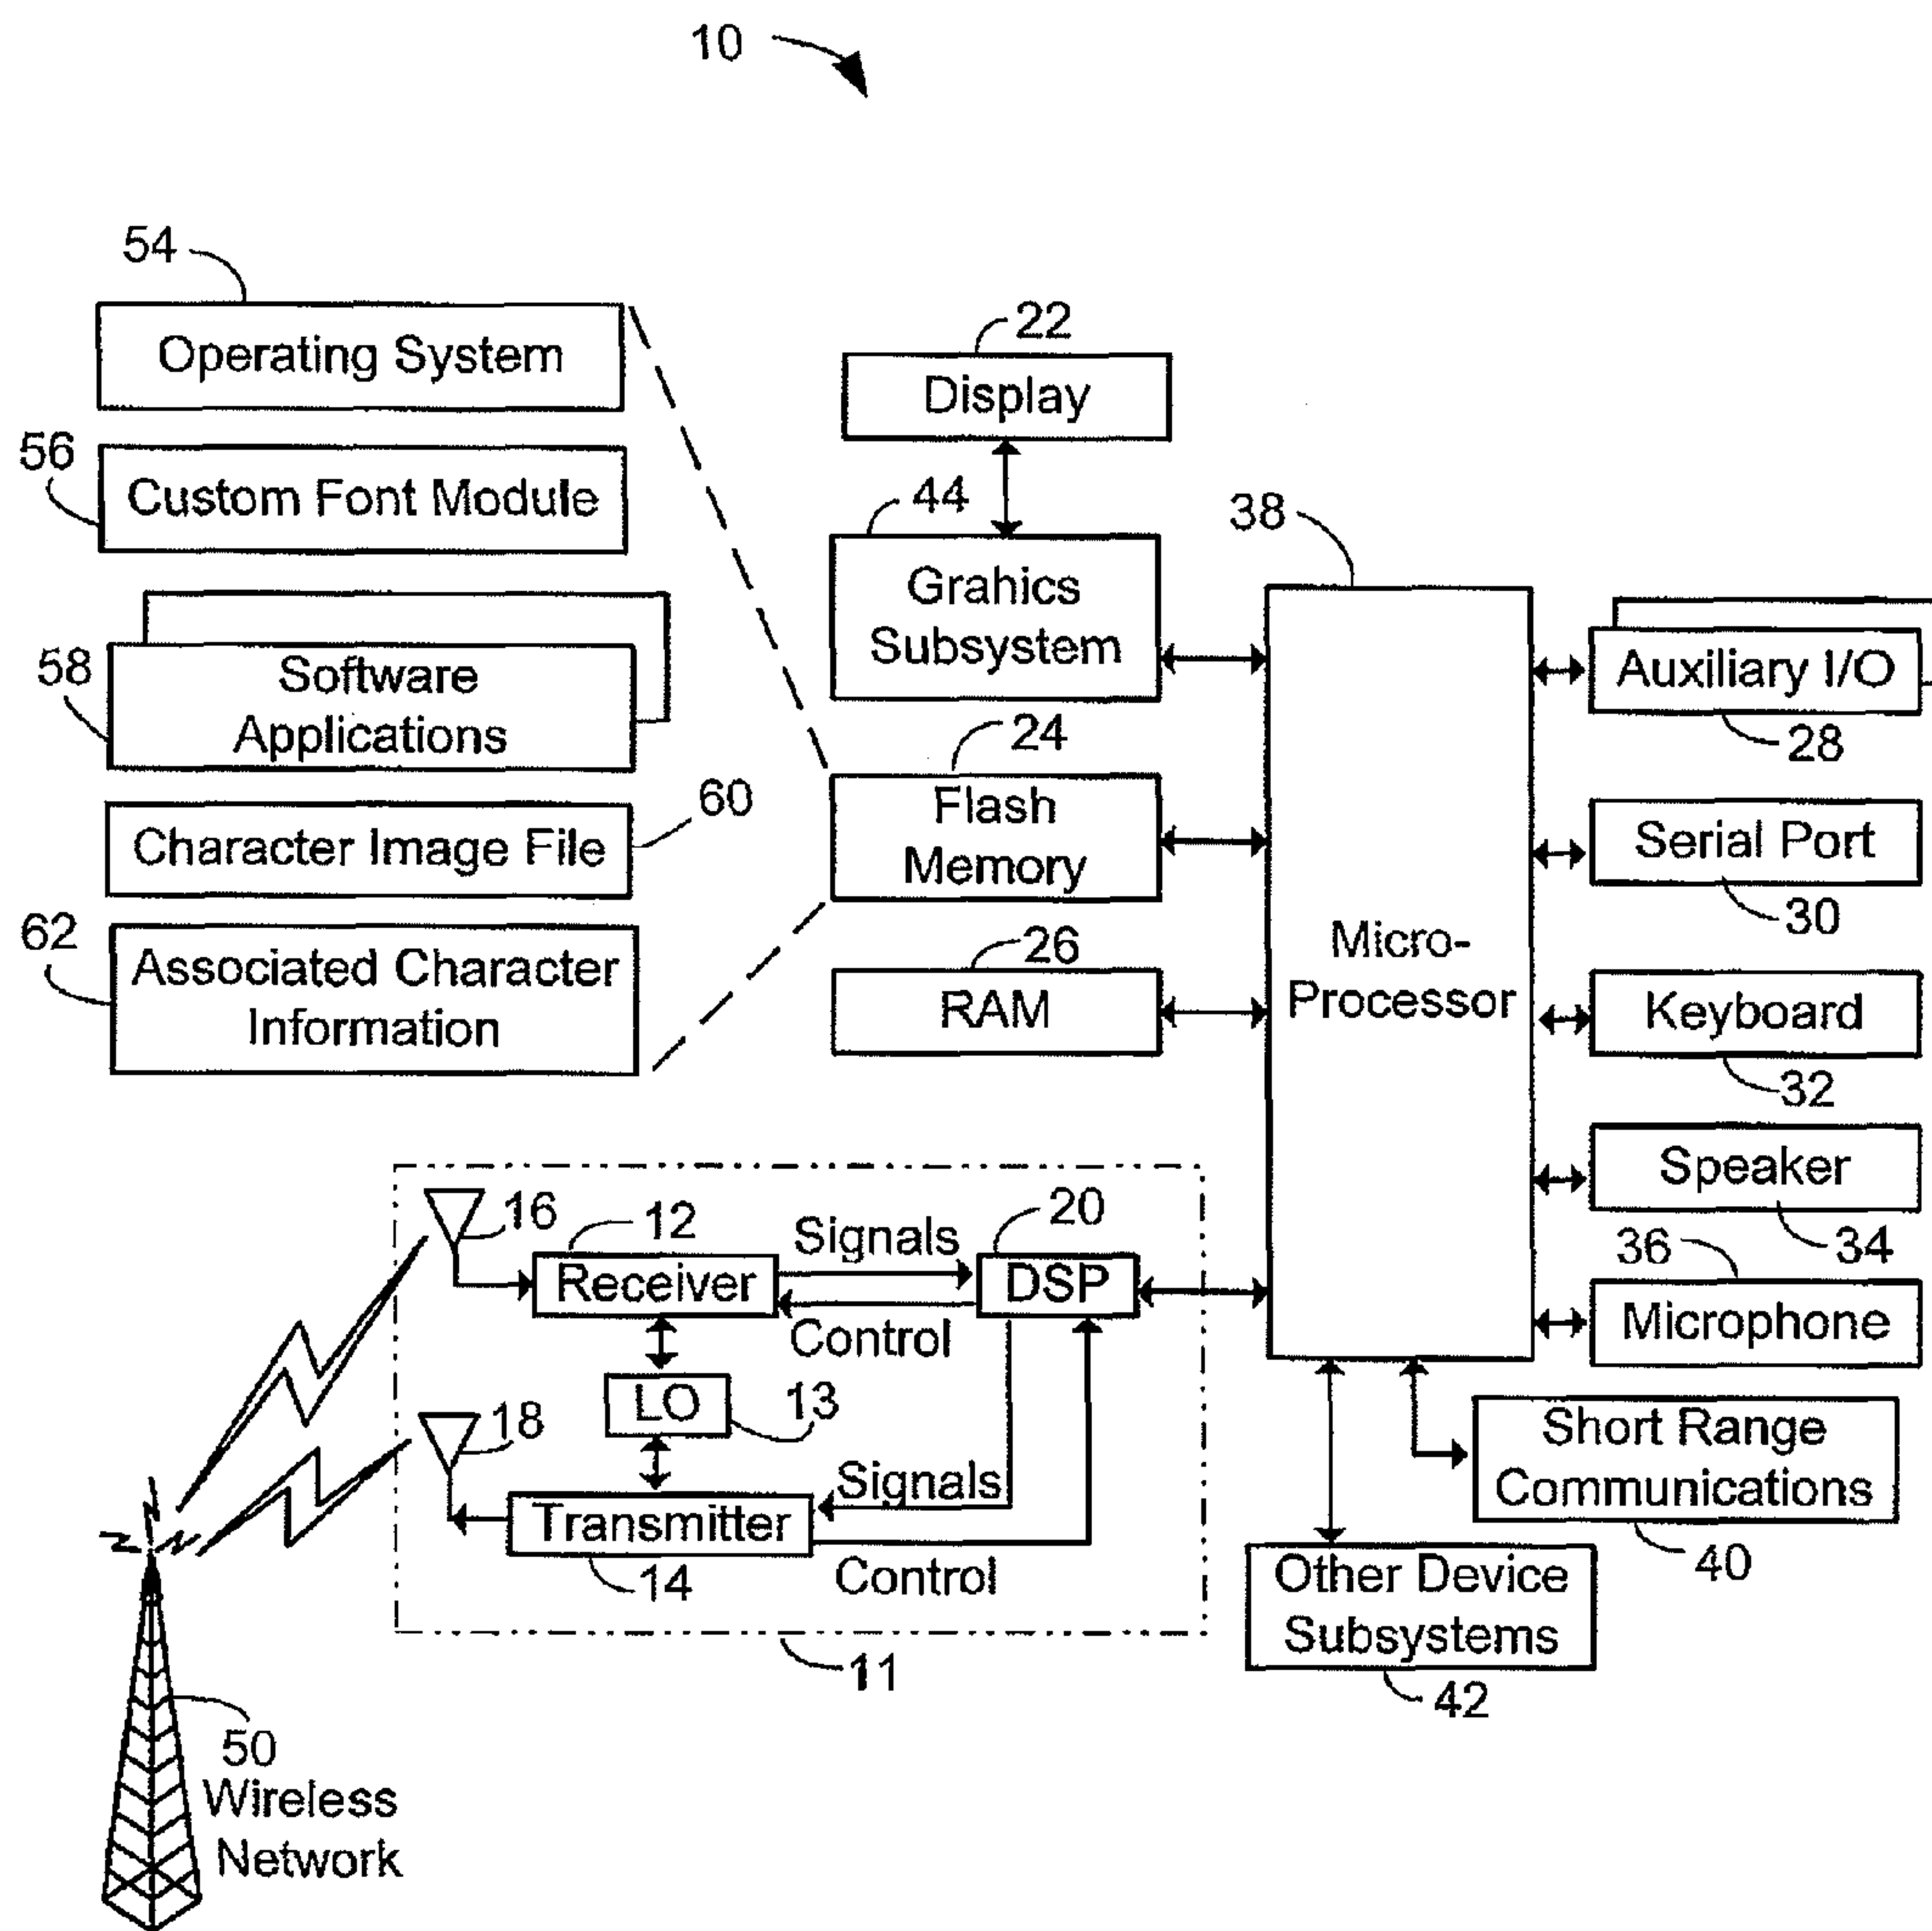 10
54
Operating System
56
Custom Font Module
58
Software
Applications
60
Character Image File
62
Associated Character
Information
22
Display
44
Grahics
Subsystem
24
Flash
Memory
26
RAM
38
Micro-
Processor
Auxiliary I/O
28
Serial Port
30
Keyboard
32
Speaker
34
36
Microphone
Short Range
Communications
40
Other Device
Subsystems
42
16
12
Receiver
Signals
Control
20
DSP
LO
13
18
Signals
Transmitter
14
Control
11
50
Wireless
Network